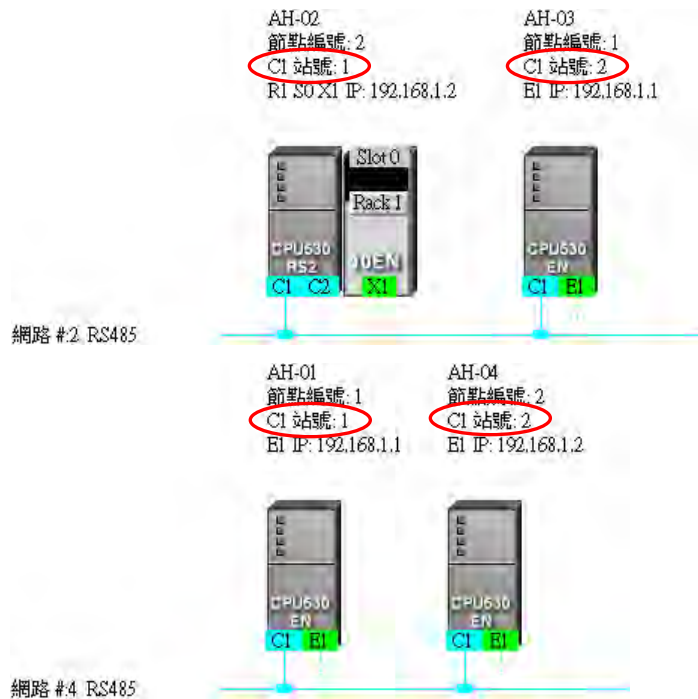 AH-02
節點編號: 2
C1 站號: 1
R1 S0 X1 IP: 192.168.1.2
AH-03
節點編號: 1
C1 站號: 2
E1 IP: 192.168.1.1
Slot 0
Rack 1
CPU530
RS2
10EN
C1 C2
X1
CPU530
EN
C1 E1
網路 #:2 RS485
AH-01
節點編號: 1
C1 站號: 1
E1 IP: 192.168.1.1
AH-04
節點編號: 2
C1 站號: 2
E1 IP: 192.168.1.2
CPU530
EN
C1 E1
CPU530
EN
C1 E1
網路 #:4 RS485